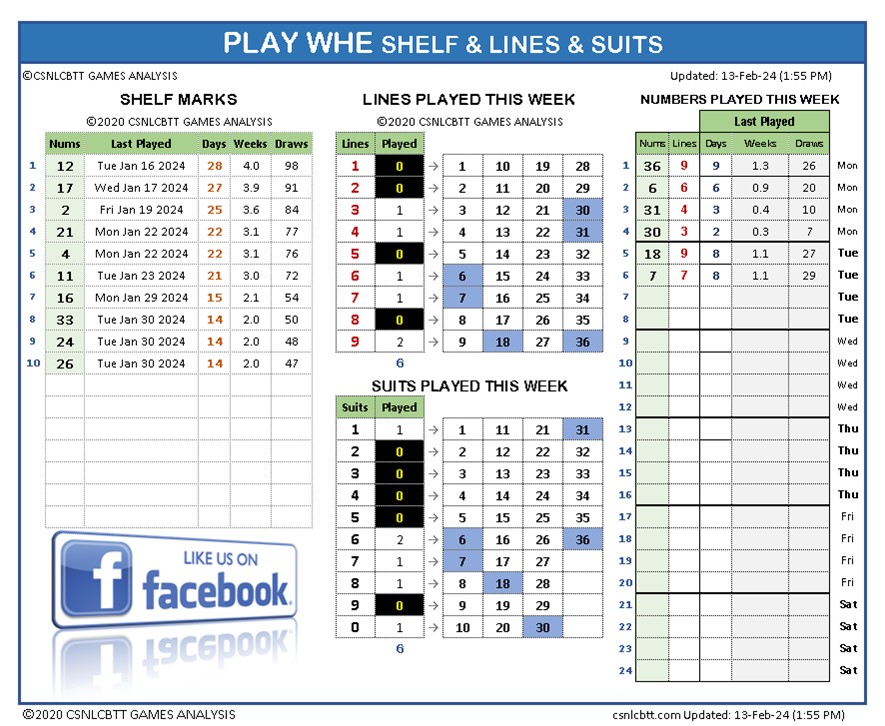 PLAY WHE SHELF & LINES & SUITS
©CSNLCBTT GAMES ANALYSIS
Updated: 13-Feb-24 (1:55 PM)
SHELF MARKS
©2020 CSNLCBTT GAMES ANALYSIS
Nums Last Played Days Weeks Draws
1 12 Tue Jan 16 2024 28 4.0 98
2 17 Wed Jan 17 2024 27 3.9 91
3 2 Fri Jan 19 2024 25 3.6 84
4 21 Mon Jan 22 2024 22 3.1 77
5 4 Mon Jan 22 2024 22 3.1 76
6 11 Tue Jan 23 2024 21 3.0 72
7 16 Mon Jan 29 2024 15 2.1 54
8 33 Tue Jan 30 2024 14 2.0 50
9 24 Tue Jan 30 2024 14 2.0 48
10 26 Tue Jan 30 2024 14 2.0 47
LIKE US ON
facebook
LINES PLAYED THIS WEEK
©2020 CSNLCBTT GAMES ANALYSIS
Lines Played
1 0 → 1 10 19 28
2 0 → 2 11 20 29
3 1 → 3 12 21 30
4 1 → 4 13 22 31
5 0 → 5 14 23 32
6 1 → 6 15 24 33
7 1 → 7 16 25 34
8 0 → 8 17 26 35
9 2 → 9 18 27 36
6
SUITS PLAYED THIS WEEK
Suits Played
1 1 → 1 11 21 31
2 0 → 2 12 22 32
3 0 → 3 13 23 33
4 0 → 4 14 24 34
5 0 → 5 15 25 35
6 2 → 6 16 26 36
7 1 → 7 17 27
8 1 → 8 18 28
9 0 → 9 19 29
0 1 → 10 20 30
6
NUMBERS PLAYED THIS WEEK
Last Played
Nums Lines Days Weeks Draws
1 36 9 9 1.3 26 Mon
2 6 6 6 0.9 20 Mon
3 31 4 3 0.4 10 Mon
4 30 3 2 0.3 7 Mon
5 18 9 8 1.1 27 Tue
6 7 7 8 1.1 29 Tue
7 Tue
8 Tue
9 Wed
10 Wed
11 Wed
12 Wed
13 Thu
14 Thu
15 Thu
16 Thu
17 Fri
18 Fri
19 Fri
20 Fri
21 Sat
22 Sat
23 Sat
24 Sat
©2020 CSNLCBTT GAMES ANALYSIS
csnlcbtt.com Updated: 13-Feb-24 (1:55 PM)